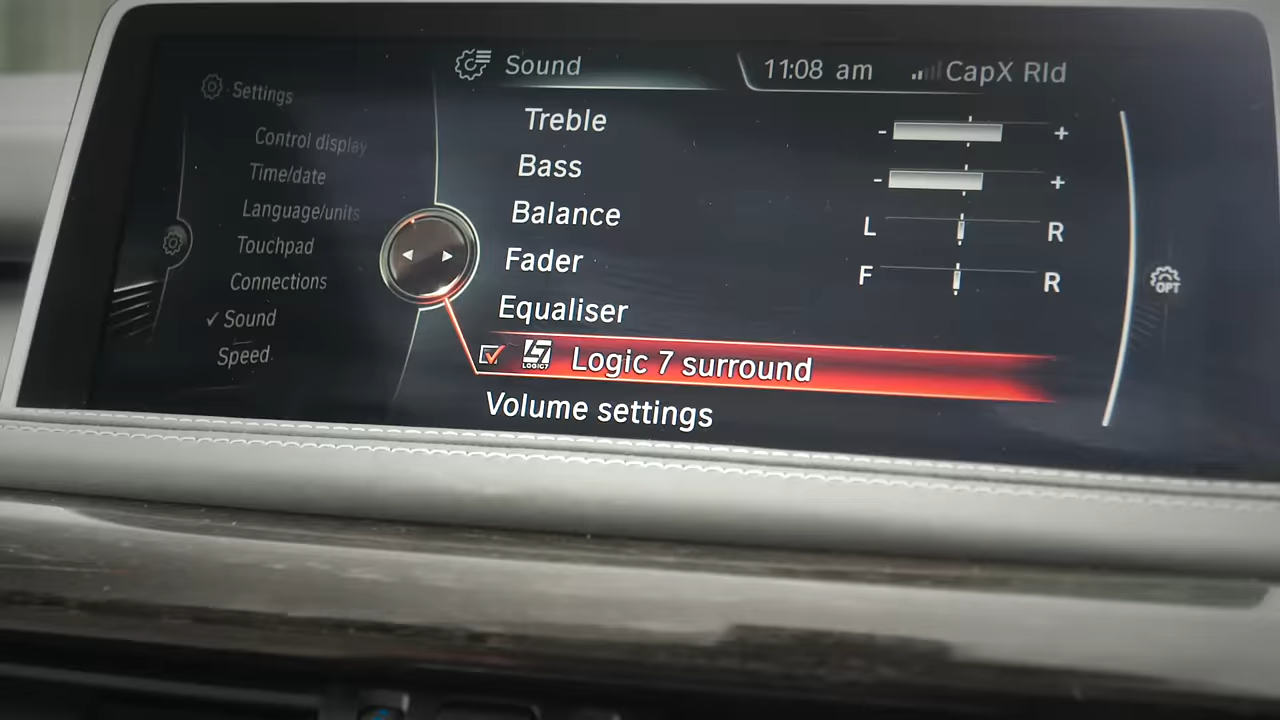 Sound
11:08 am
CapX Rld
Settings
Control display
Time/date
Language/units
Touchpad
Connections
✓ Sound
Speed
Treble
- +
Bass
- +
Balance
L R
Fader
F R
Equaliser
LOGIC7 Logic 7 surround
Volume settings
OPT